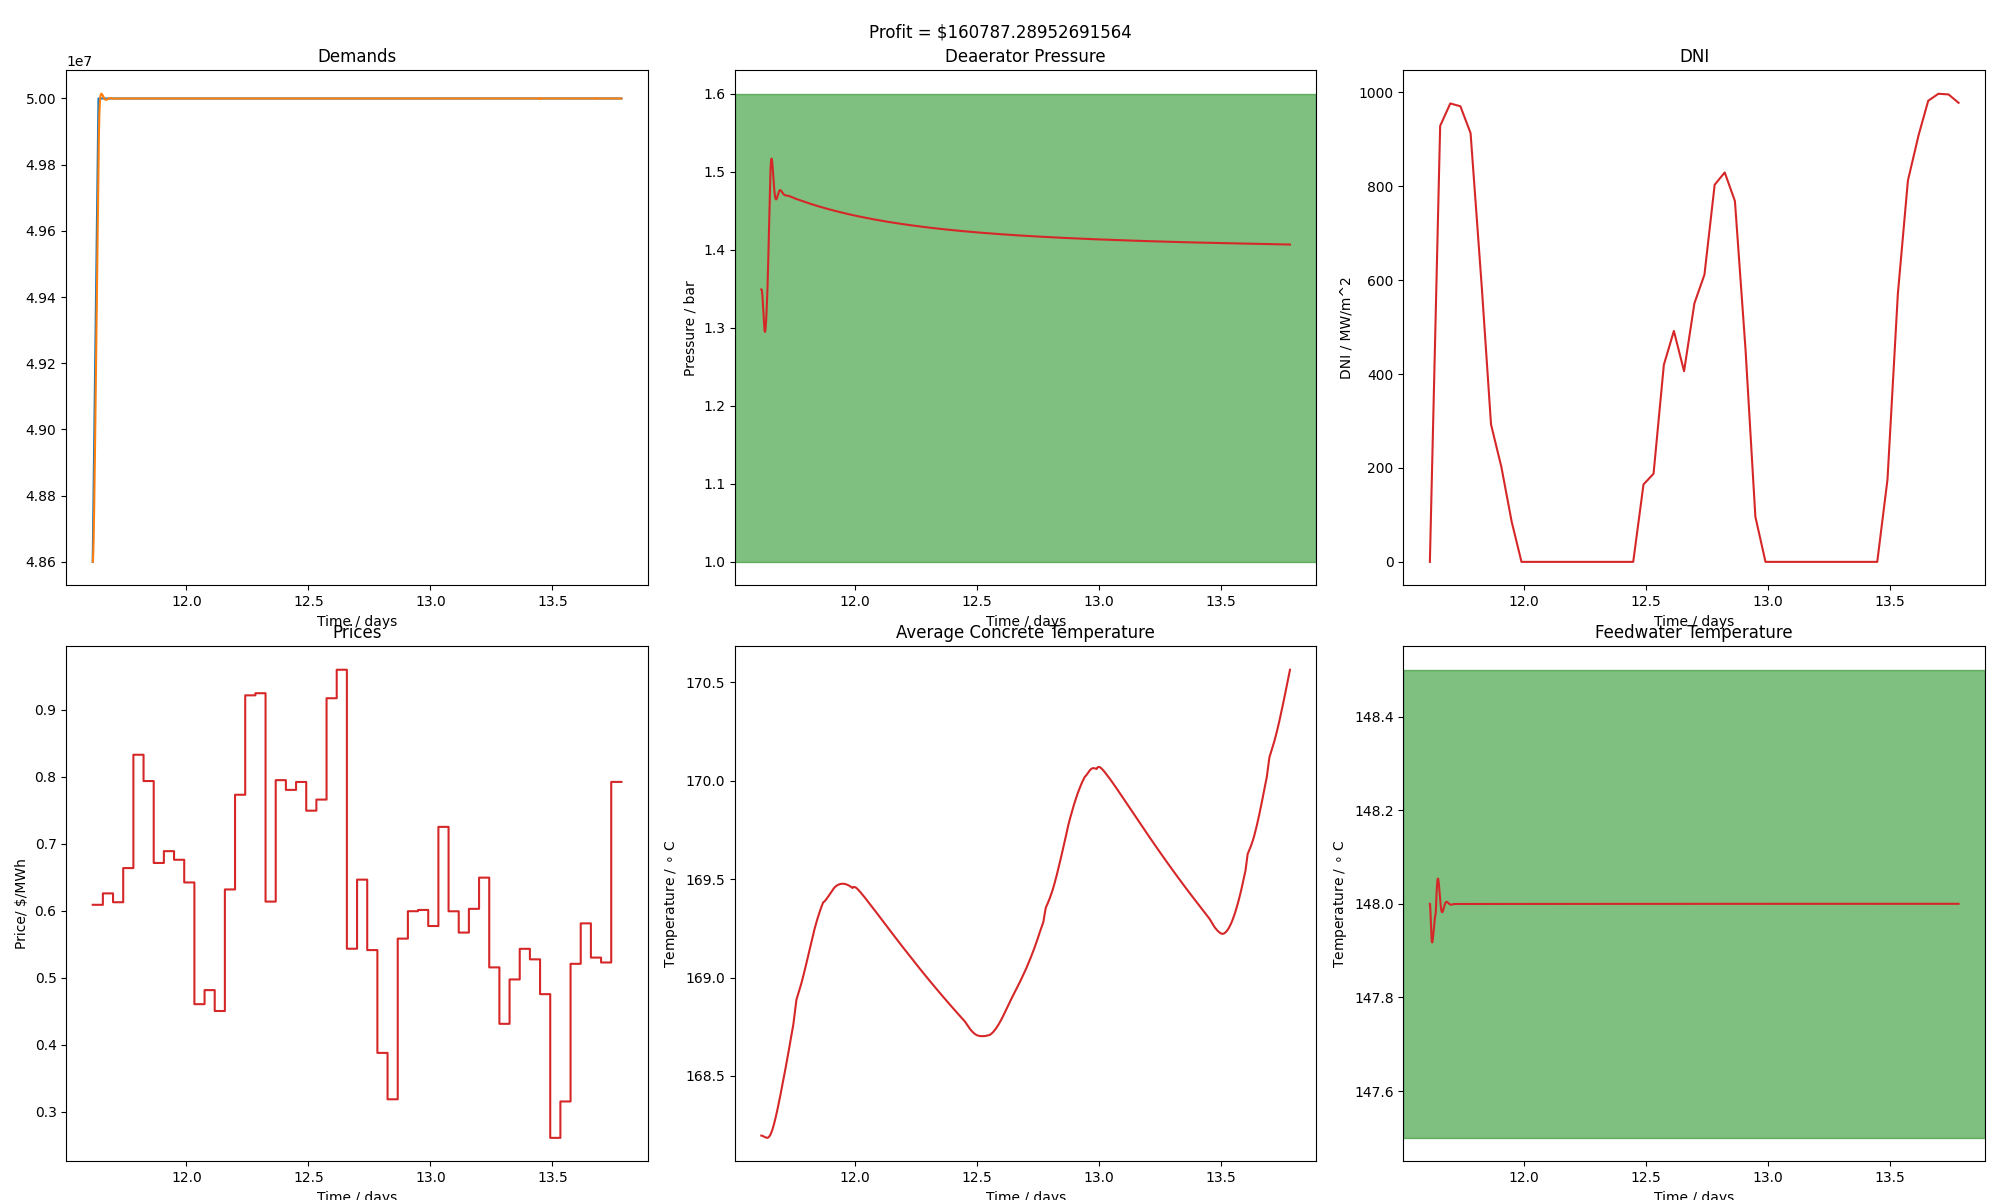 Profit = $160787.28952691564
Demands
1e7
5.00
4.98
4.96
4.94
4.92
4.90
4.88
4.86
12.0 12.5 13.0 13.5
Time / days
Deaerator Pressure
Pressure / bar
1.6
1.5
1.4
1.3
1.2
1.1
1.0
12.0 12.5 13.0 13.5
Time / days
DNI
DNI / MW/m^2
1000
800
600
400
200
0
12.0 12.5 13.0 13.5
Time / days
Prices
Price/ $/MWh
0.9
0.8
0.7
0.6
0.5
0.4
0.3
12.0 12.5 13.0 13.5
Time / days
Average Concrete Temperature
Temperature / ∘ C
170.5
170.0
169.5
169.0
168.5
12.0 12.5 13.0 13.5
Time / days
Feedwater Temperature
Temperature / ∘ C
148.4
148.2
148.0
147.8
147.6
12.0 12.5 13.0 13.5
Time / days